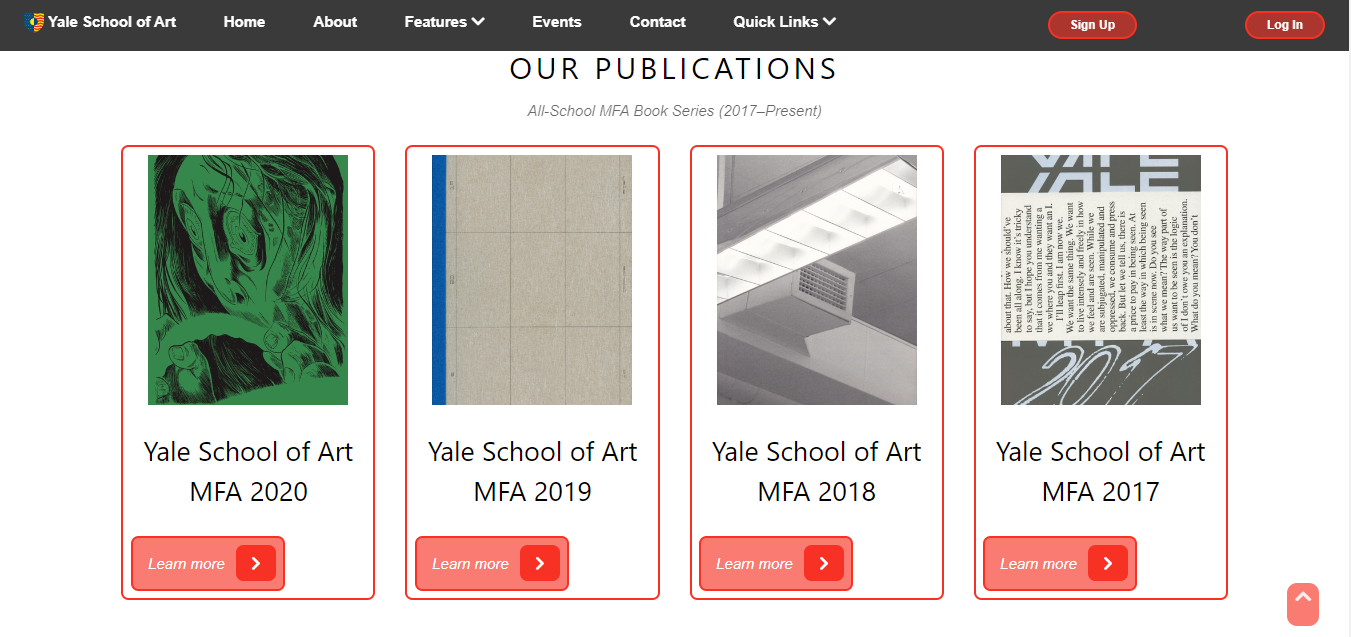 Yale School of Art Home About Features Events Contact Quick Links Sign Up Log In
OUR PUBLICATIONS
All-School MFA Book Series (2017–Present)
YALE
YALE
about that. How we should've
been all along. I know it's tricky
to say, but I hope you understand
that it comes from me wanting a
we where you and they want an I.
I'll leap first. I am now we.
We want the same thing. We want
to live intensely and freely in how
we feel and are seen. While we
are subjugated, manipulated and
oppressed, we consume and press
back. But let we tell us, there is
a price to pay in being seen. At
least the way in which being seen
is in scene now. Do you see
what we mean? The way part of
us want to be seen is the logic
of I don't owe you an explanation.
What do you mean? You don't
MFA
2017
Yale School of Art
MFA 2020
Yale School of Art
MFA 2019
Yale School of Art
MFA 2018
Yale School of Art
MFA 2017
Learn more
Learn more
Learn more
Learn more